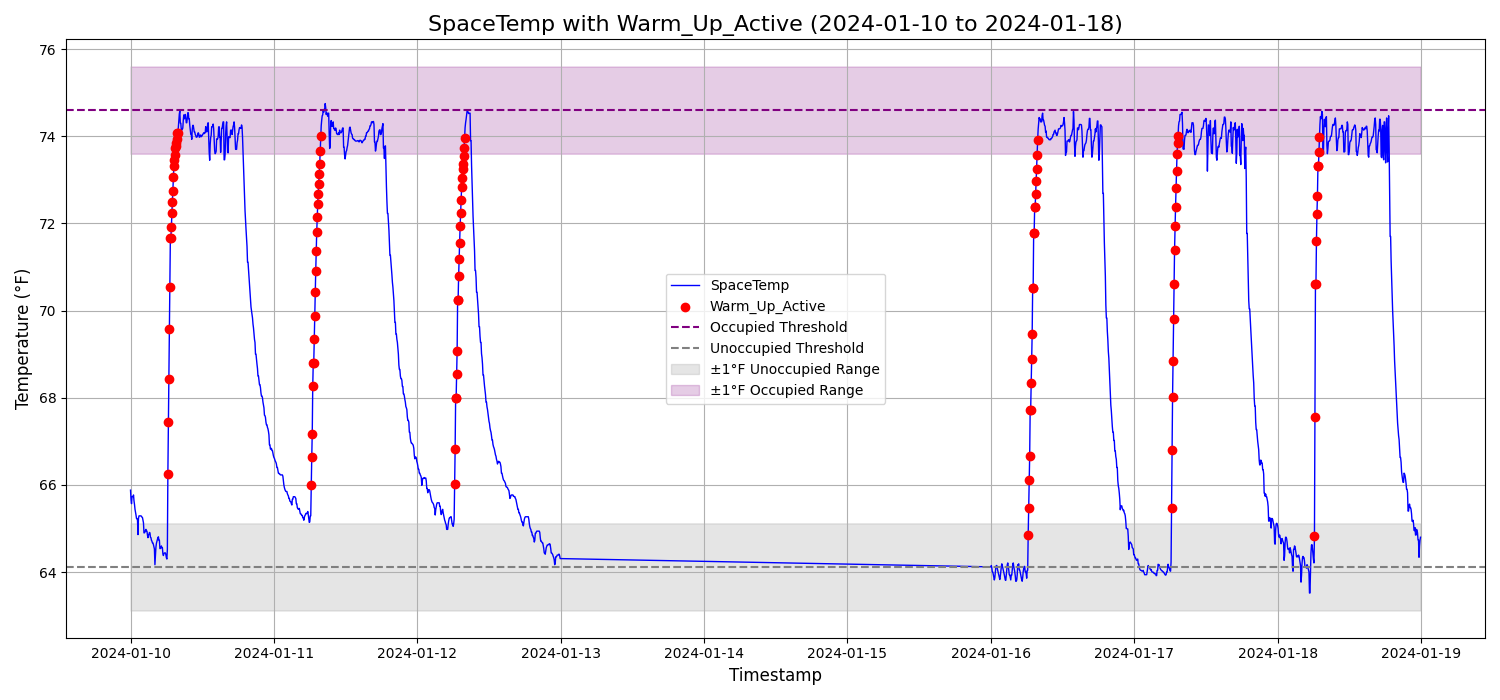 SpaceTemp with Warm_Up_Active (2024-01-10 to 2024-01-18)
76
74
72
70
68
66
64
Temperature (°F)
SpaceTemp
Warm_Up_Active
Occupied Threshold
Unoccupied Threshold
±1°F Unoccupied Range
±1°F Occupied Range
2024-01-10
2024-01-11
2024-01-12
2024-01-13
2024-01-14
2024-01-15
2024-01-16
2024-01-17
2024-01-18
2024-01-19
Timestamp